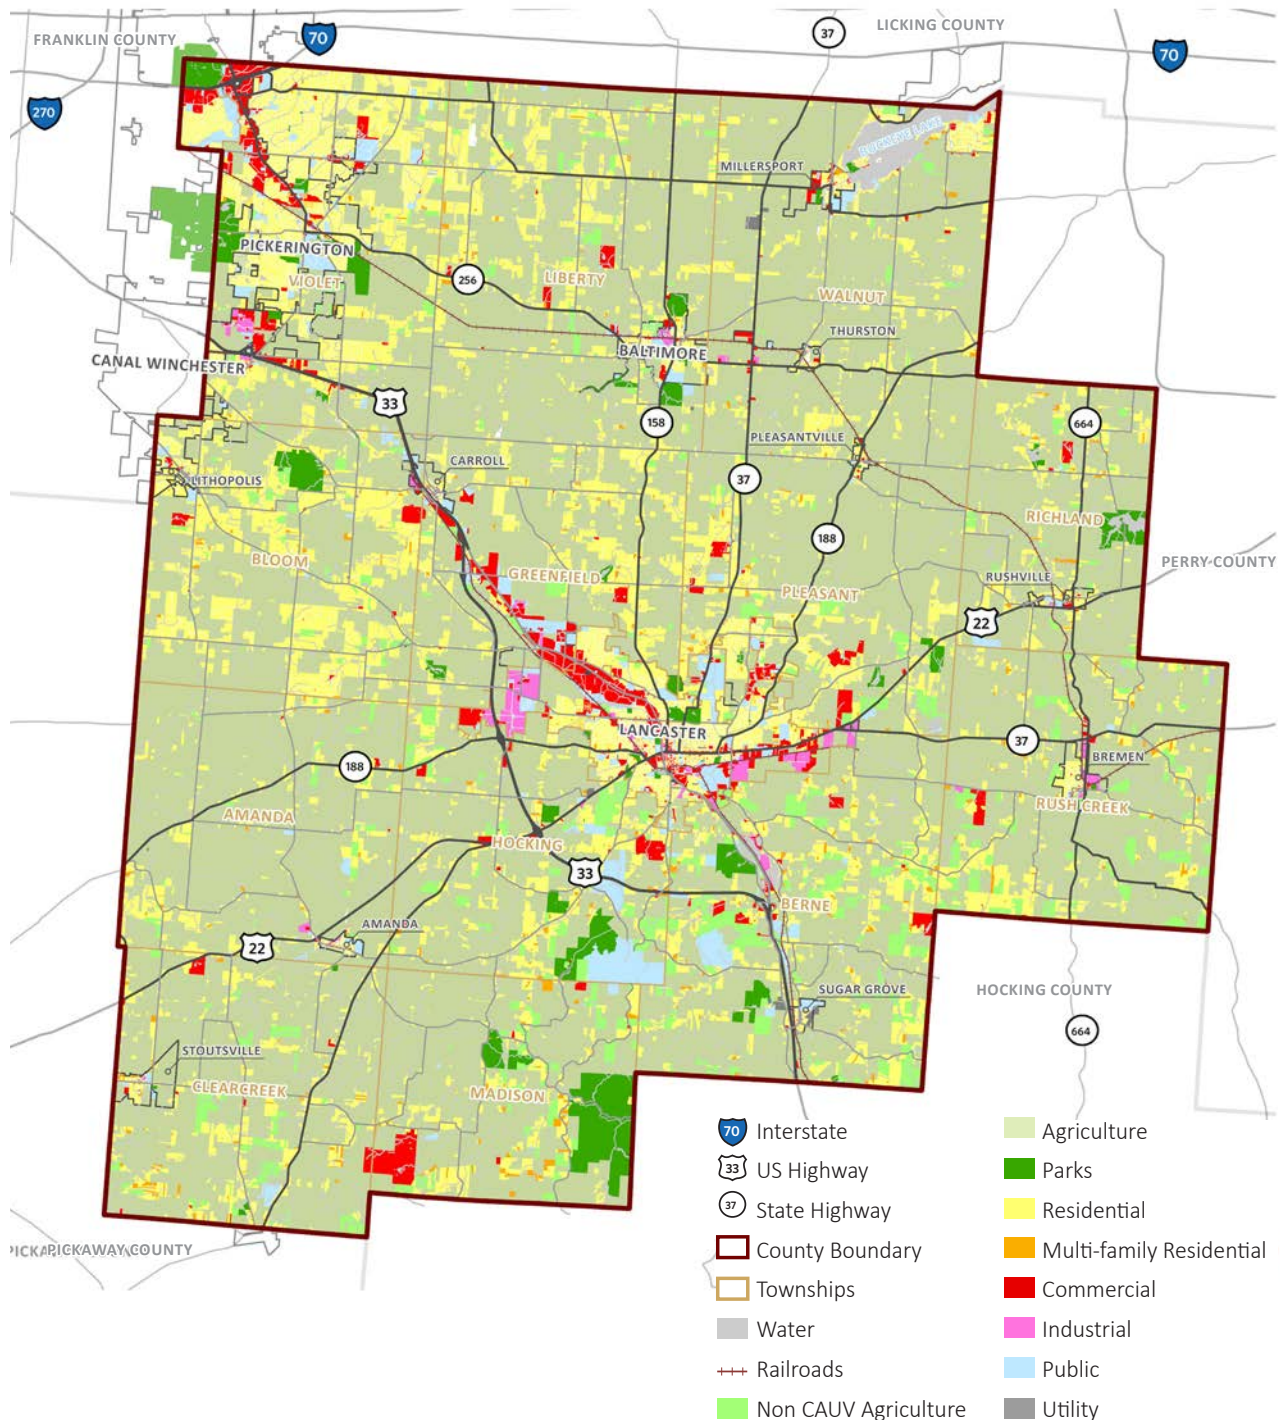 FRANKLIN COUNTY
70
37
LICKING COUNTY
70
270
BUCKEYE LAKE
MILLERSPORT
PICKERINGTON
VIOLET
256
LIBERTY
WALNUT
THURSTON
BALTIMORE
CANAL WINCHESTER
33
158
664
PLEASANTVILLE
CARROLL
37
LITHOPOLIS
RICHLAND
188
BLOOM
GREENFIELD
PLEASANT
RUSHVILLE
PERRY COUNTY
22
LANCASTER
37
BREMEN
188
RUSH CREEK
AMANDA
HOCKING
33
BERNE
AMANDA
22
SUGAR GROVE
HOCKING COUNTY
664
STOUTSVILLE
CLEARCREEK
MADISON
PICKAWAY COUNTY
70 Interstate
33 US Highway
37 State Highway
County Boundary
Townships
Water
Railroads
Non CAUV Agriculture
Agriculture
Parks
Residential
Multi-family Residential
Commercial
Industrial
Public
Utility